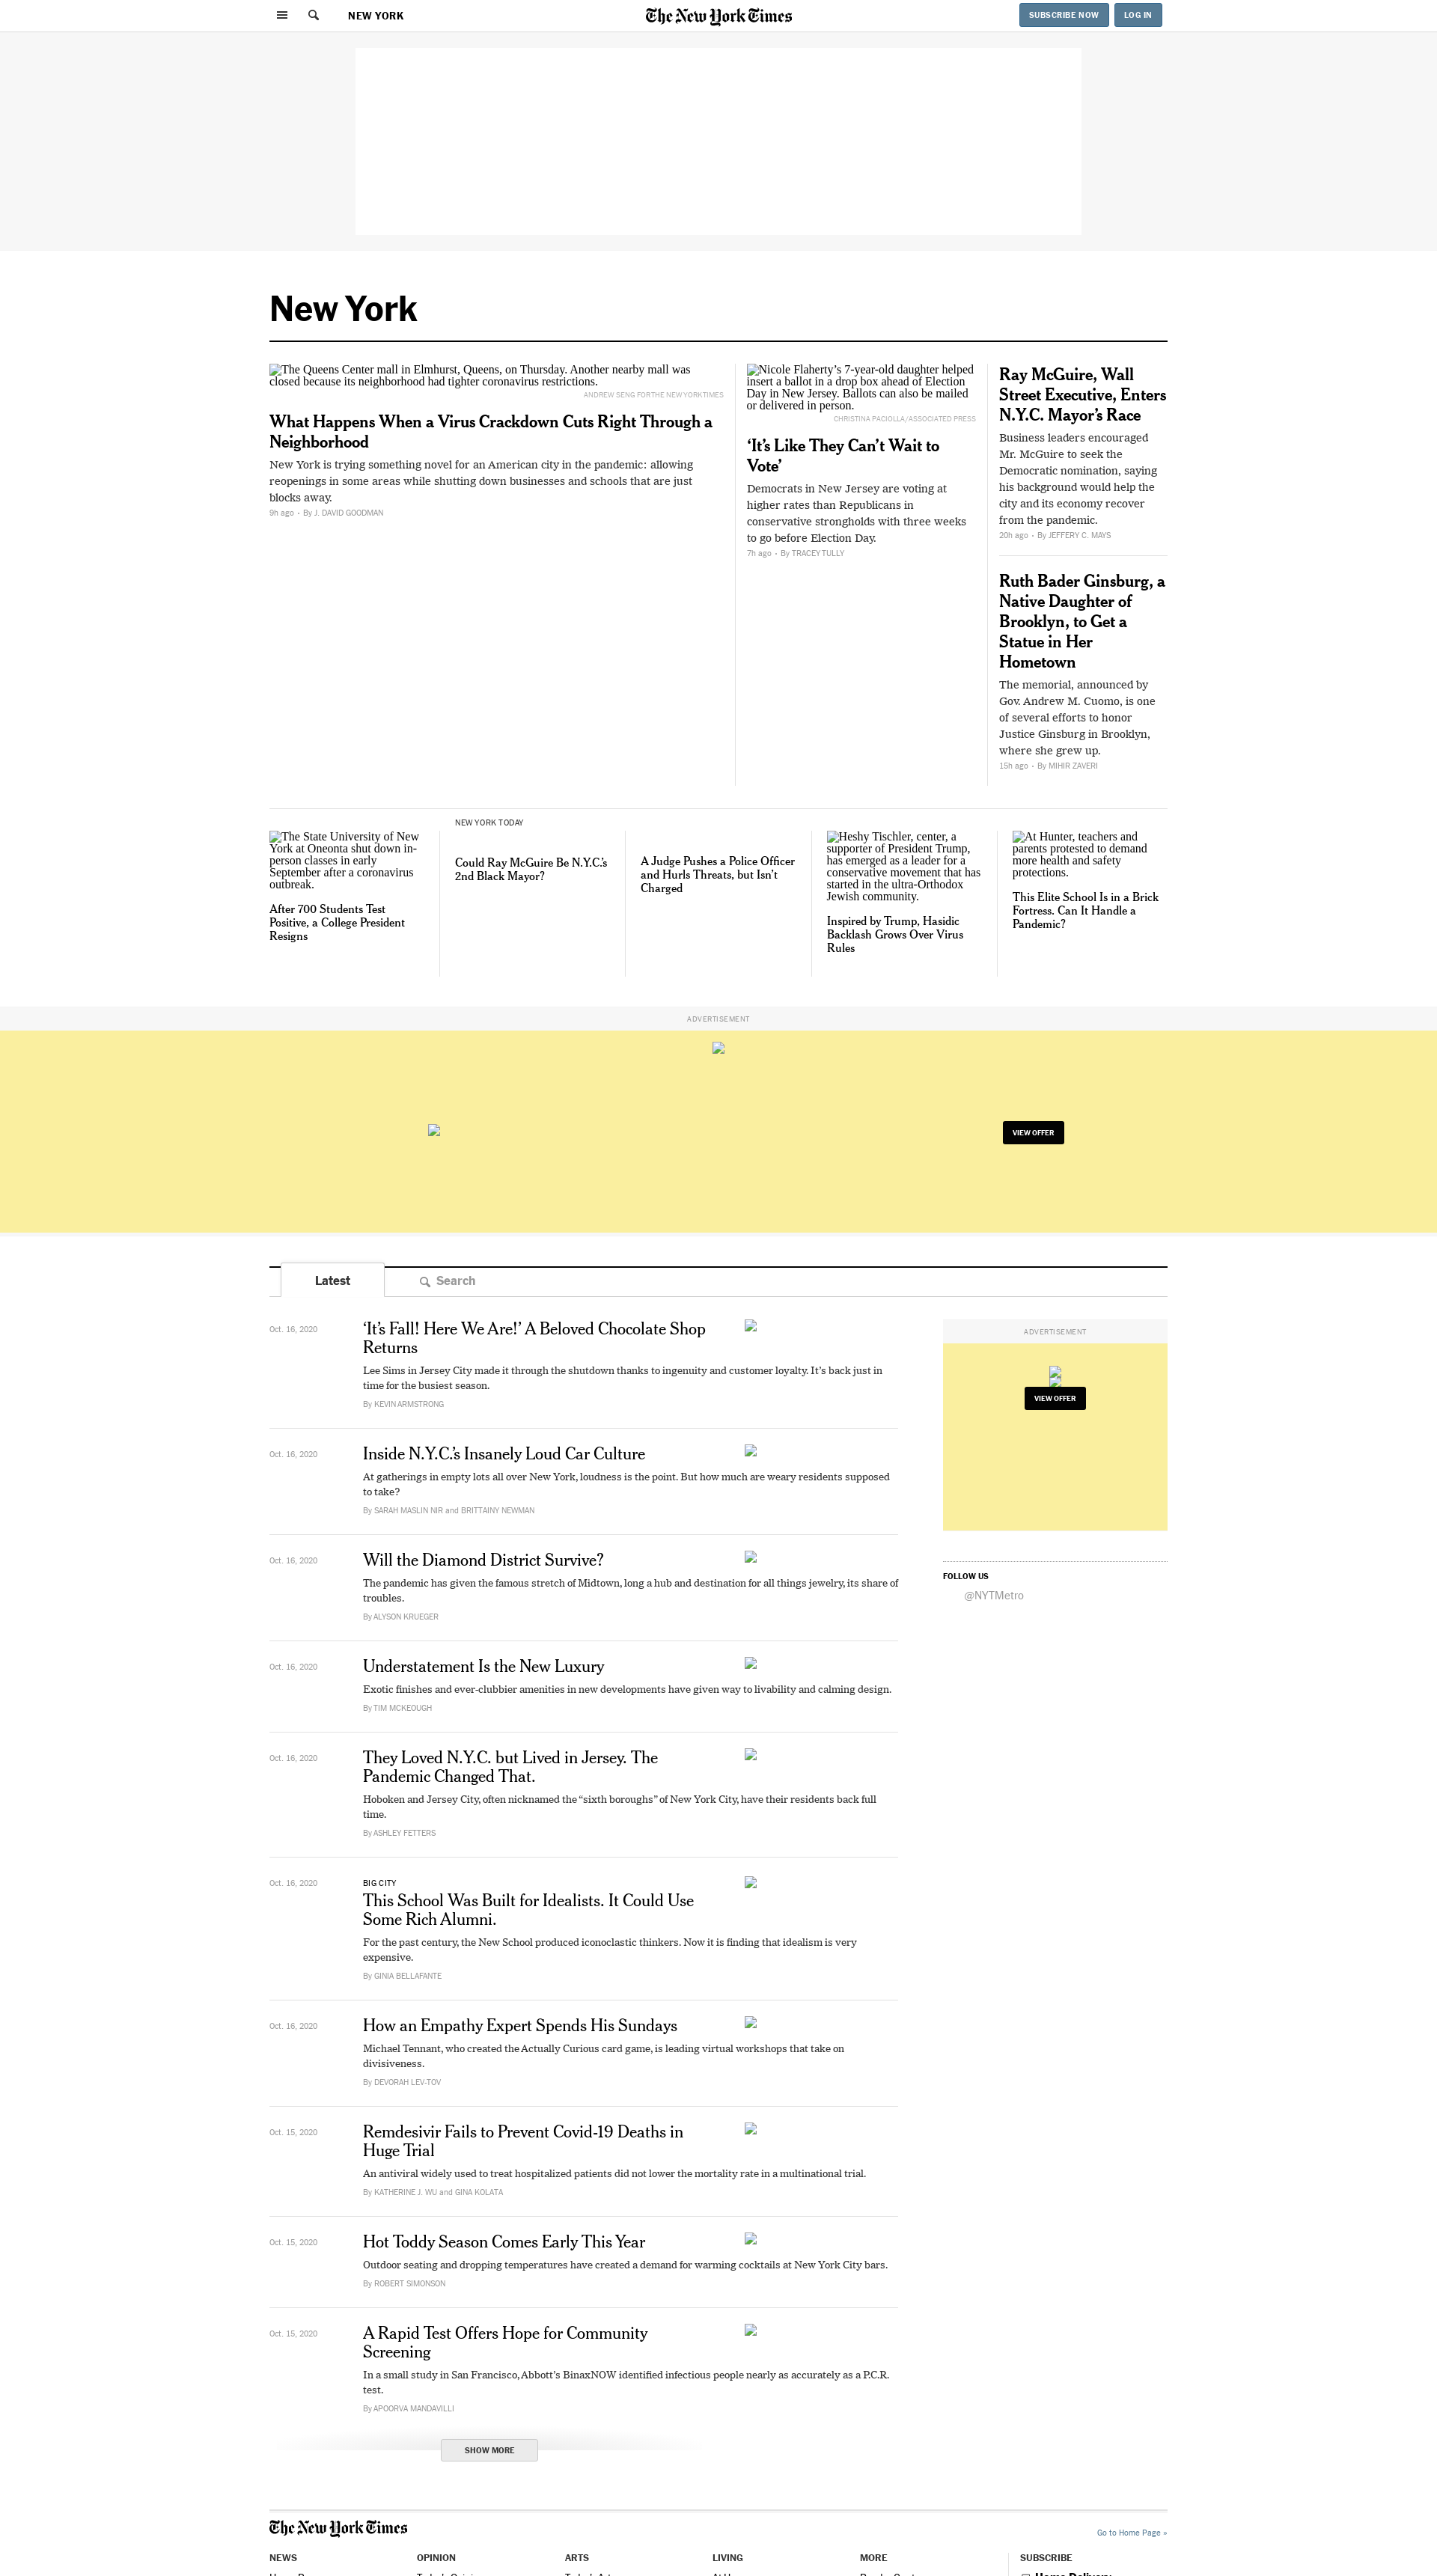 NEW YORK
The New York Times
SUBSCRIBE NOW
LOG IN
New York
The Queens Center mall in Elmhurst, Queens, on Thursday. Another nearby mall was
closed because its neighborhood had tighter coronavirus restrictions.
ANDREW SENG FOR THE NEW YORK TIMES
What Happens When a Virus Crackdown Cuts Right Through a
Neighborhood
New York is trying something novel for an American city in the pandemic: allowing
reopenings in some areas while shutting down businesses and schools that are just
blocks away.
9h ago • By J. DAVID GOODMAN
Nicole Flaherty’s 7-year-old daughter helped
insert a ballot in a drop box ahead of Election
Day in New Jersey. Ballots can also be mailed
or delivered in person.
CHRISTINA PACIOLLA/ASSOCIATED PRESS
‘It’s Like They Can’t Wait to
Vote’
Democrats in New Jersey are voting at
higher rates than Republicans in
conservative strongholds with three weeks
to go before Election Day.
7h ago • By TRACEY TULLY
Ray McGuire, Wall
Street Executive, Enters
N.Y.C. Mayor’s Race
Business leaders encouraged
Mr. McGuire to seek the
Democratic nomination, saying
his background would help the
city and its economy recover
from the pandemic.
20h ago • By JEFFERY C. MAYS
Ruth Bader Ginsburg, a
Native Daughter of
Brooklyn, to Get a
Statue in Her
Hometown
The memorial, announced by
Gov. Andrew M. Cuomo, is one
of several efforts to honor
Justice Ginsburg in Brooklyn,
where she grew up.
15h ago • By MIHIR ZAVERI
The State University of New
York at Oneonta shut down in-
person classes in early
September after a coronavirus
outbreak.
After 700 Students Test
Positive, a College President
Resigns
NEW YORK TODAY
Could Ray McGuire Be N.Y.C.’s
2nd Black Mayor?
A Judge Pushes a Police Officer
and Hurls Threats, but Isn’t
Charged
Heshy Tischler, center, a
supporter of President Trump,
has emerged as a leader for a
conservative movement that has
started in the ultra-Orthodox
Jewish community.
Inspired by Trump, Hasidic
Backlash Grows Over Virus
Rules
At Hunter, teachers and
parents protested to demand
more health and safety
protections.
This Elite School Is in a Brick
Fortress. Can It Handle a
Pandemic?
ADVERTISEMENT
VIEW OFFER
Latest
Search
Oct. 16, 2020
‘It’s Fall! Here We Are!’ A Beloved Chocolate Shop
Returns
Lee Sims in Jersey City made it through the shutdown thanks to ingenuity and customer loyalty. It’s back just in
time for the busiest season.
By KEVIN ARMSTRONG
ADVERTISEMENT
VIEW OFFER
FOLLOW US
@NYTMetro
Oct. 16, 2020
Inside N.Y.C.’s Insanely Loud Car Culture
At gatherings in empty lots all over New York, loudness is the point. But how much are weary residents supposed
to take?
By SARAH MASLIN NIR and BRITTAINY NEWMAN
Oct. 16, 2020
Will the Diamond District Survive?
The pandemic has given the famous stretch of Midtown, long a hub and destination for all things jewelry, its share of
troubles.
By ALYSON KRUEGER
Oct. 16, 2020
Understatement Is the New Luxury
Exotic finishes and ever-clubbier amenities in new developments have given way to livability and calming design.
By TIM MCKEOUGH
Oct. 16, 2020
They Loved N.Y.C. but Lived in Jersey. The
Pandemic Changed That.
Hoboken and Jersey City, often nicknamed the “sixth boroughs” of New York City, have their residents back full
time.
By ASHLEY FETTERS
Oct. 16, 2020
BIG CITY
This School Was Built for Idealists. It Could Use
Some Rich Alumni.
For the past century, the New School produced iconoclastic thinkers. Now it is finding that idealism is very
expensive.
By GINIA BELLAFANTE
Oct. 16, 2020
How an Empathy Expert Spends His Sundays
Michael Tennant, who created the Actually Curious card game, is leading virtual workshops that take on
divisiveness.
By DEVORAH LEV-TOV
Oct. 15, 2020
Remdesivir Fails to Prevent Covid-19 Deaths in
Huge Trial
An antiviral widely used to treat hospitalized patients did not lower the mortality rate in a multinational trial.
By KATHERINE J. WU and GINA KOLATA
Oct. 15, 2020
Hot Toddy Season Comes Early This Year
Outdoor seating and dropping temperatures have created a demand for warming cocktails at New York City bars.
By ROBERT SIMONSON
Oct. 15, 2020
A Rapid Test Offers Hope for Community
Screening
In a small study in San Francisco, Abbott’s BinaxNOW identified infectious people nearly as accurately as a P.C.R.
test.
By APOORVA MANDAVILLI
SHOW MORE
The New York Times
Go to Home Page »
NEWS
OPINION
ARTS
LIVING
MORE
SUBSCRIBE